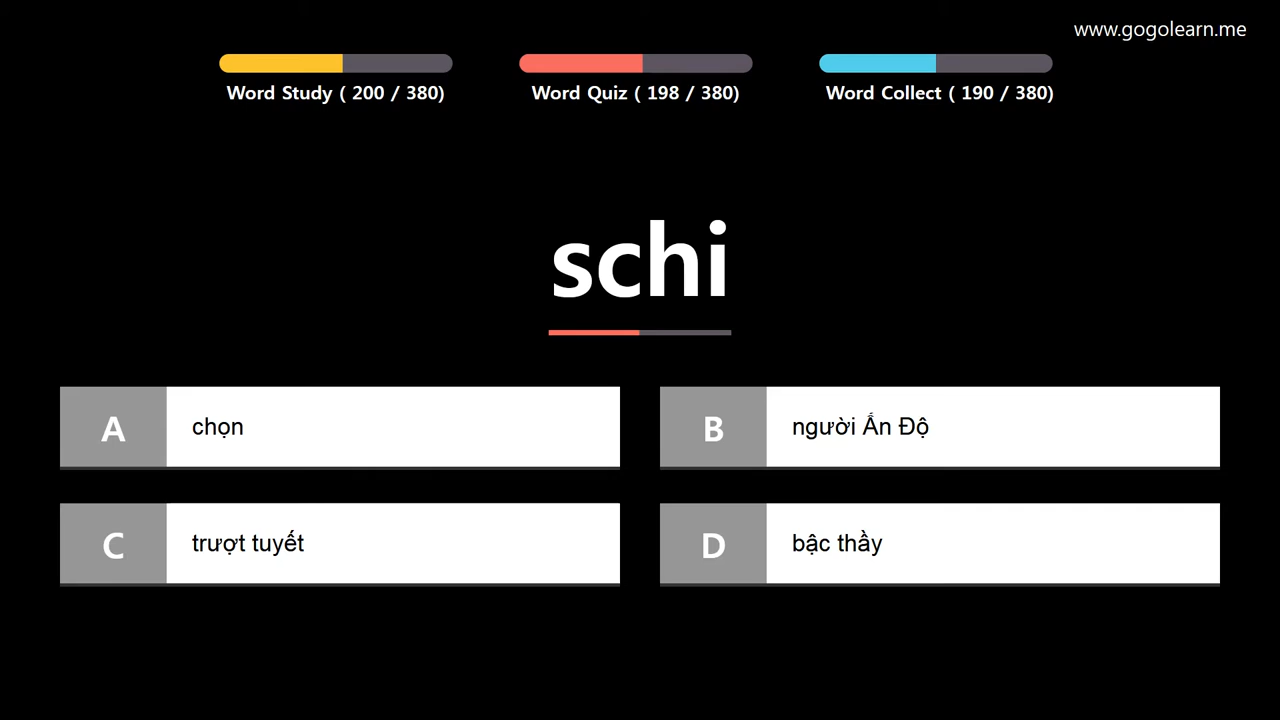 www.gogolearn.me
Word Study ( 200 / 380)
Word Quiz ( 198 / 380)
Word Collect ( 190 / 380)
schi
A chọn
B người Ấn Độ
C trượt tuyết
D bậc thầy